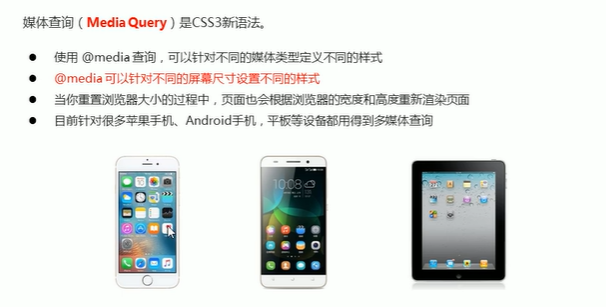 媒体查询（Media Query）是CSS3新语法。
● 使用 @media 查询，可以针对不同的媒体类型定义不同的样式
● @media 可以针对不同的屏幕尺寸设置不同的样式
● 当你重置浏览器大小的过程中，页面也会根据浏览器的宽度和高度重新渲染页面
● 目前针对很多苹果手机、Android手机，平板等设备都用得到多媒体查询
10:08